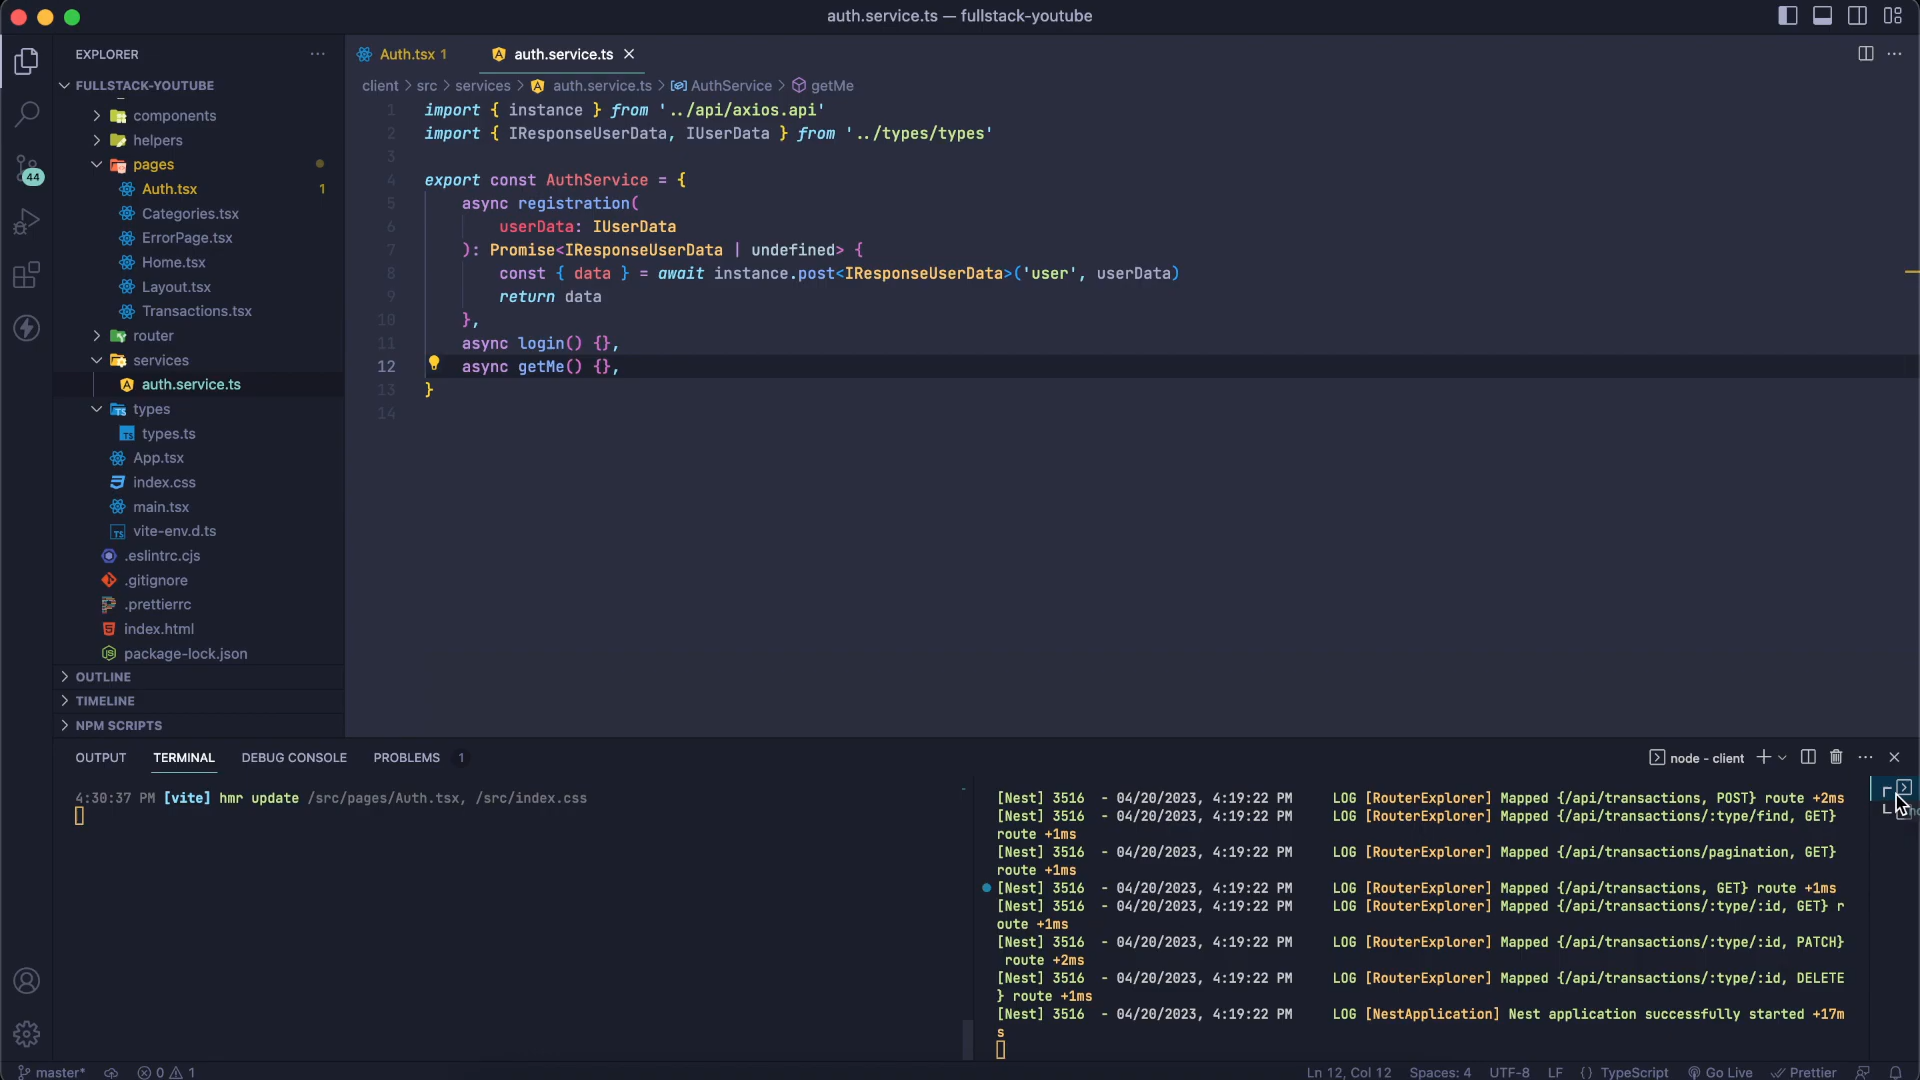 auth.service.ts — fullstack-youtube
EXPLORER
FULLSTACK-YOUTUBE
components
helpers
pages
Auth.tsx 1
Categories.tsx
ErrorPage.tsx
Home.tsx
Layout.tsx
Transactions.tsx
router
services
auth.service.ts
types
types.ts
App.tsx
index.css
main.tsx
vite-env.d.ts
.eslintrc.cjs
.gitignore
.prettierrc
index.html
package-lock.json
OUTLINE
TIMELINE
NPM SCRIPTS
44
Auth.tsx 1
auth.service.ts
client > src > services > auth.service.ts > AuthService > getMe
1 import { instance } from '../api/axios.api'
2 import { IResponseUserData, IUserData } from '../types/types'
3
4 export const AuthService = {
5 async registration(
6 userData: IUserData
7 ): Promise<IResponseUserData | undefined> {
8 const { data } = await instance.post<IResponseUserData>('user', userData)
9 return data
10 },
11 async login() {},
12 async getMe() {},
13 }
14
OUTPUT TERMINAL DEBUG CONSOLE PROBLEMS 1
node - client
4:30:37 PM [vite] hmr update /src/pages/Auth.tsx, /src/index.css
[Nest] 3516 - 04/20/2023, 4:19:22 PM LOG [RouterExplorer] Mapped {/api/transactions, POST} route +2ms
[Nest] 3516 - 04/20/2023, 4:19:22 PM LOG [RouterExplorer] Mapped {/api/transactions/:type/find, GET}
route +1ms
[Nest] 3516 - 04/20/2023, 4:19:22 PM LOG [RouterExplorer] Mapped {/api/transactions/pagination, GET}
route +1ms
[Nest] 3516 - 04/20/2023, 4:19:22 PM LOG [RouterExplorer] Mapped {/api/transactions, GET} route +1ms
[Nest] 3516 - 04/20/2023, 4:19:22 PM LOG [RouterExplorer] Mapped {/api/transactions/:type/:id, GET} r
oute +1ms
[Nest] 3516 - 04/20/2023, 4:19:22 PM LOG [RouterExplorer] Mapped {/api/transactions/:type/:id, PATCH}
route +2ms
[Nest] 3516 - 04/20/2023, 4:19:22 PM LOG [RouterExplorer] Mapped {/api/transactions/:type/:id, DELETE
} route +1ms
[Nest] 3516 - 04/20/2023, 4:19:22 PM LOG [NestApplication] Nest application successfully started +17m
s
master* 0 1
Ln 12, Col 12 Spaces: 4 UTF-8 LF {} TypeScript Go Live Prettier